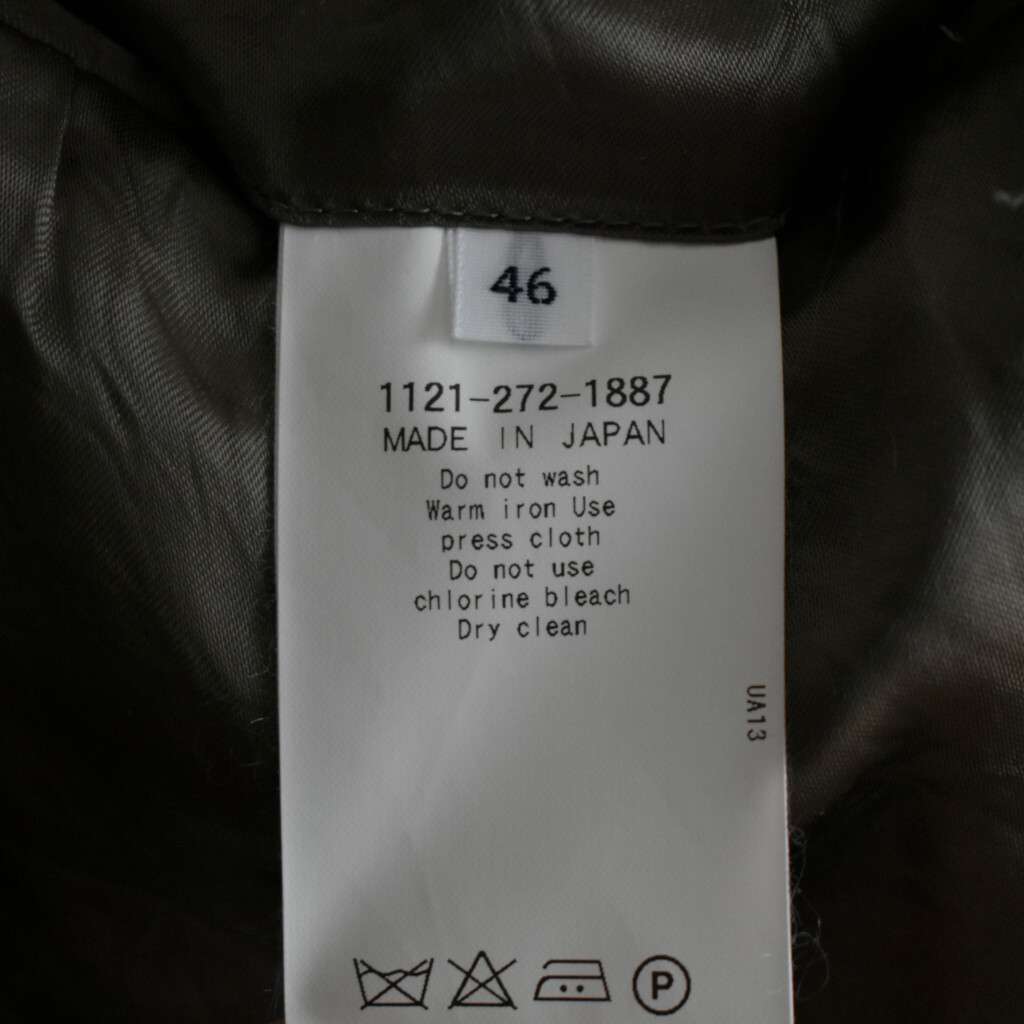 46
1121-272-1887
MADE IN JAPAN
Do not wash
Warm iron Use
press cloth
Do not use
chlorine bleach
Dry clean
UA13
P